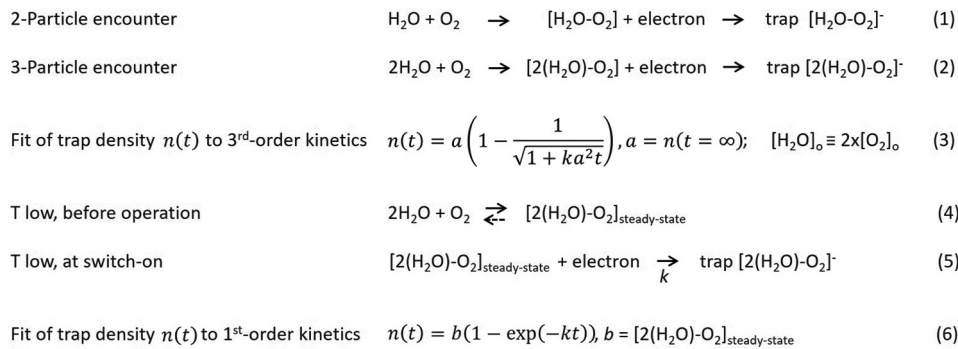 2-Particle encounter H₂O + O₂ → [H₂O-O₂] + electron → trap [H₂O-O₂]⁻ (1)
3-Particle encounter 2H₂O + O₂ → [2(H₂O)-O₂] + electron → trap [2(H₂O)-O₂]⁻ (2)
Fit of trap density n(t) to 3ʳᵈ-order kinetics n(t) = a(1 − 1/√(1 + ka²t)), a = n(t = ∞); [H₂O]ₒ ≡ 2x[O₂]ₒ (3)
T low, before operation 2H₂O + O₂ ⇄ [2(H₂O)-O₂]steady-state (4)
T low, at switch-on [2(H₂O)-O₂]steady-state + electron → k trap [2(H₂O)-O₂]⁻ (5)
Fit of trap density n(t) to 1ˢᵗ-order kinetics n(t) = b(1 − exp(−kt)), b = [2(H₂O)-O₂]steady-state (6)